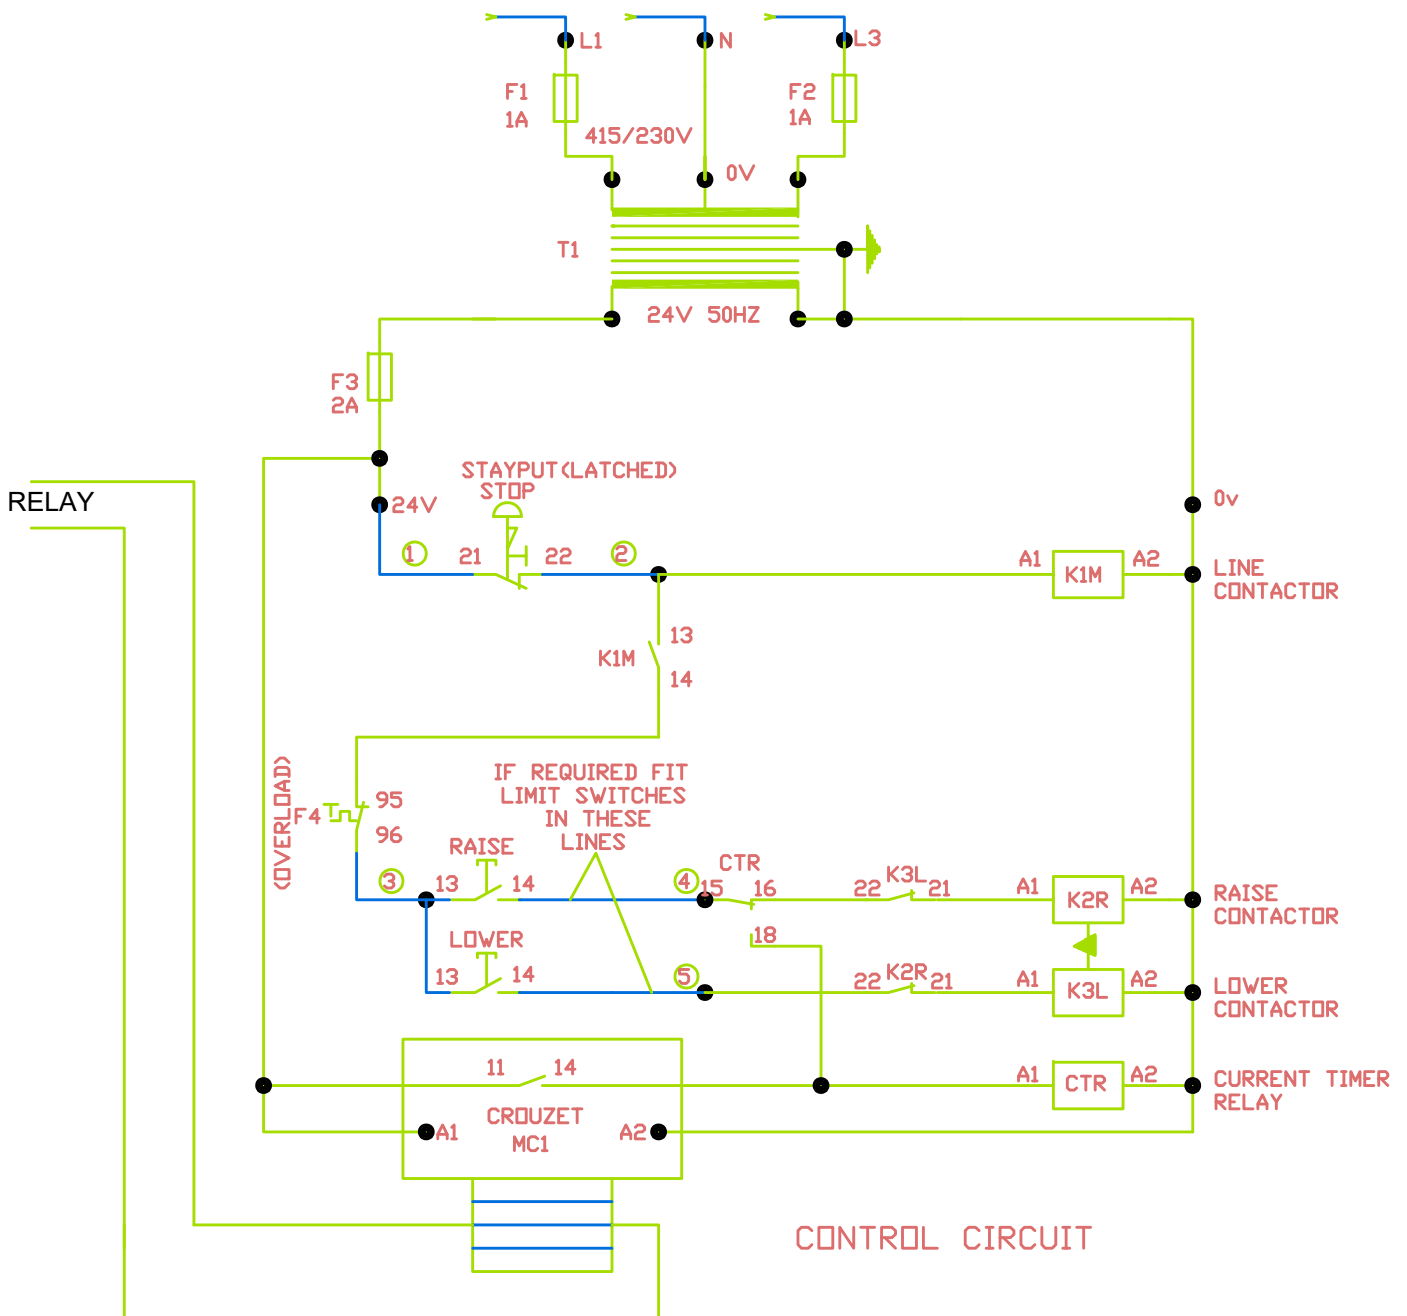 L1
N
L3
F1
1A
F2
1A
415/230V
0V
T1
24V 50HZ
F3
2A
RELAY
STAYPUT(LATCHED)
STOP
24V
0v
1
21
22
2
A1
K1M
A2
LINE
CONTACTOR
13
K1M
14
(OVERLOAD)
F4
95
96
IF REQUIRED FIT
LIMIT SWITCHES
IN THESE
LINES
RAISE
CTR
3
13
14
4
15
16
22
K3L
21
A1
K2R
A2
RAISE
CONTACTOR
LOWER
18
13
14
5
22
K2R
21
A1
K3L
A2
LOWER
CONTACTOR
11
14
A1
CTR
A2
CURRENT TIMER
RELAY
CROUZET
MC1
A1
A2
CONTROL CIRCUIT